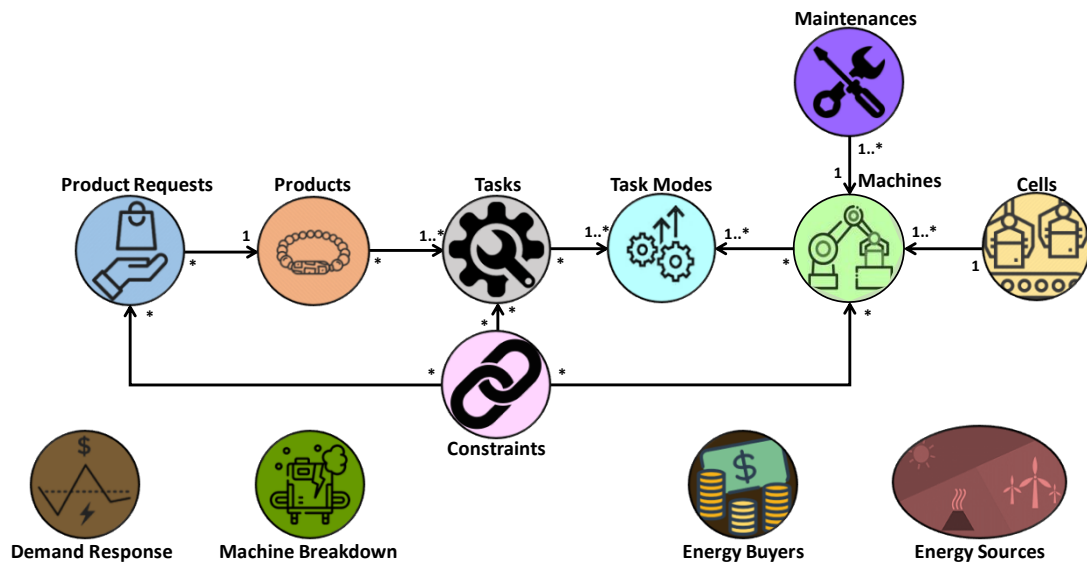 Maintenances
1..*
1
Product Requests
Products
Tasks
Task Modes
Machines
Cells
1
*
1..*
*
1..*
*
1..*
*
1..*
1
*
*
*
*
*
*
*
Constraints
$
$
Demand Response
Machine Breakdown
Energy Buyers
Energy Sources